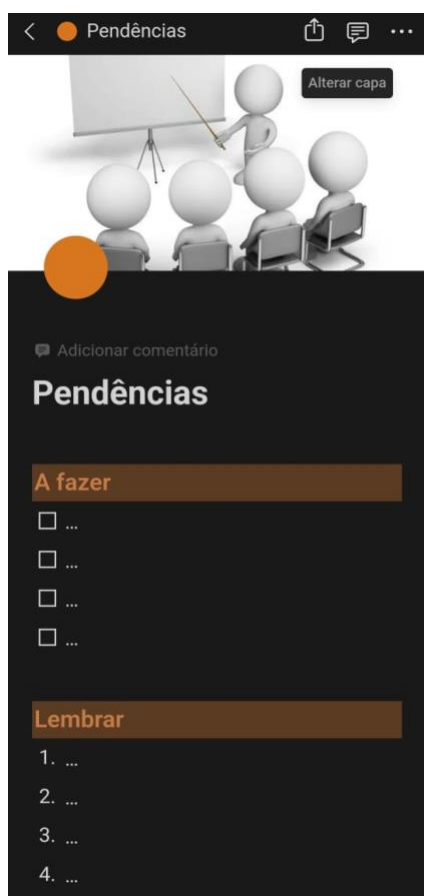 Pendências
Alterar capa
Adicionar comentário
Pendências
A fazer
...
...
...
...
Lembrar
1. ...
2. ...
3. ...
4. ...